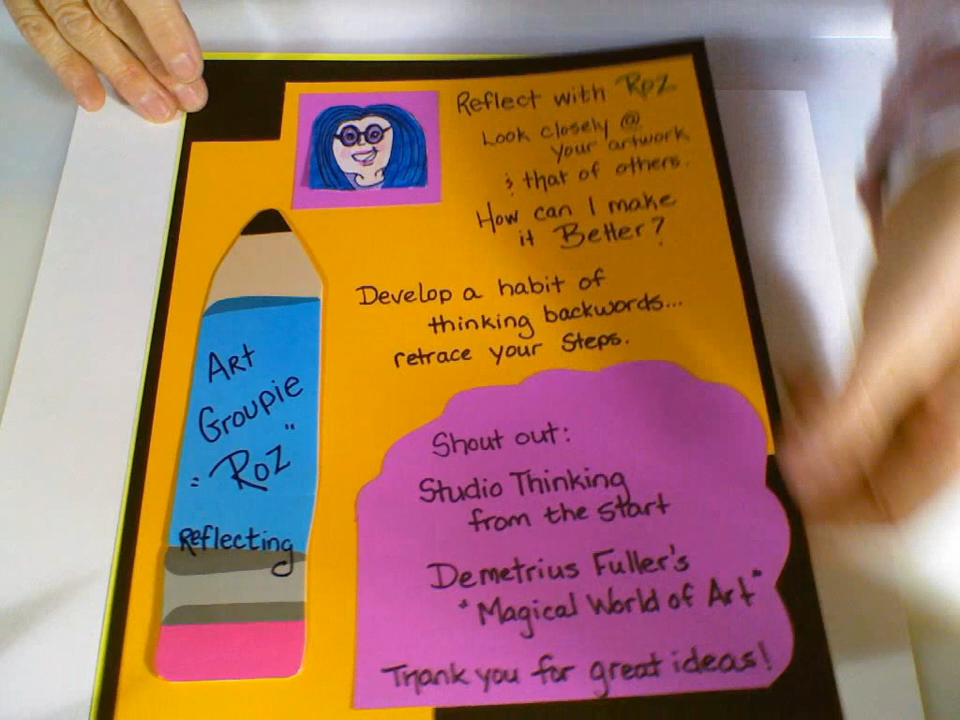 Reflect with Roz
Look closely @
your artwork
& that of others.
How can I make
it Better?
Develop a habit of
thinking backwords...
retrace your Steps.
Art
Groupie
"Roz"
Reflecting
Shout out:
Studio Thinking
from the start
Demetrius Fuller's
"Magical World of Art"
Thank you for great ideas!